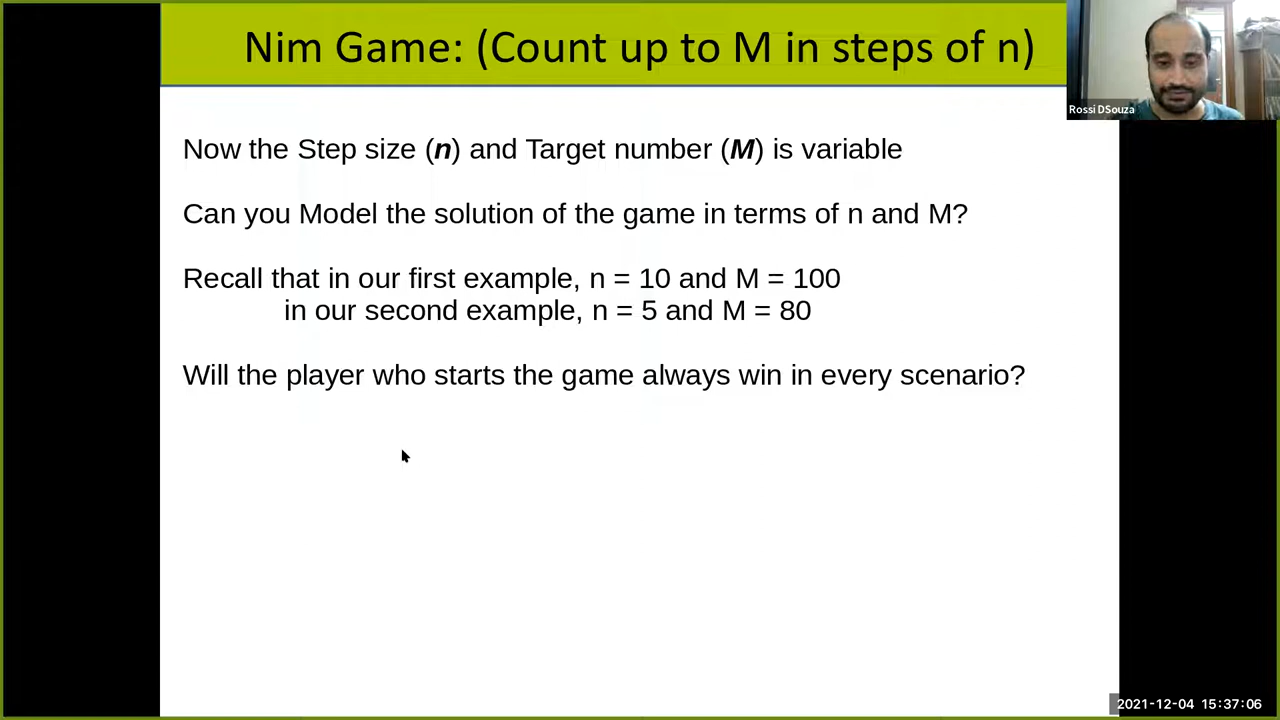 Nim Game: (Count up to M in steps of n)
Rossi DSouza
Now the Step size (n) and Target number (M) is variable
Can you Model the solution of the game in terms of n and M?
Recall that in our first example, n = 10 and M = 100
in our second example, n = 5 and M = 80
Will the player who starts the game always win in every scenario?
2021-12-04 15:37:06